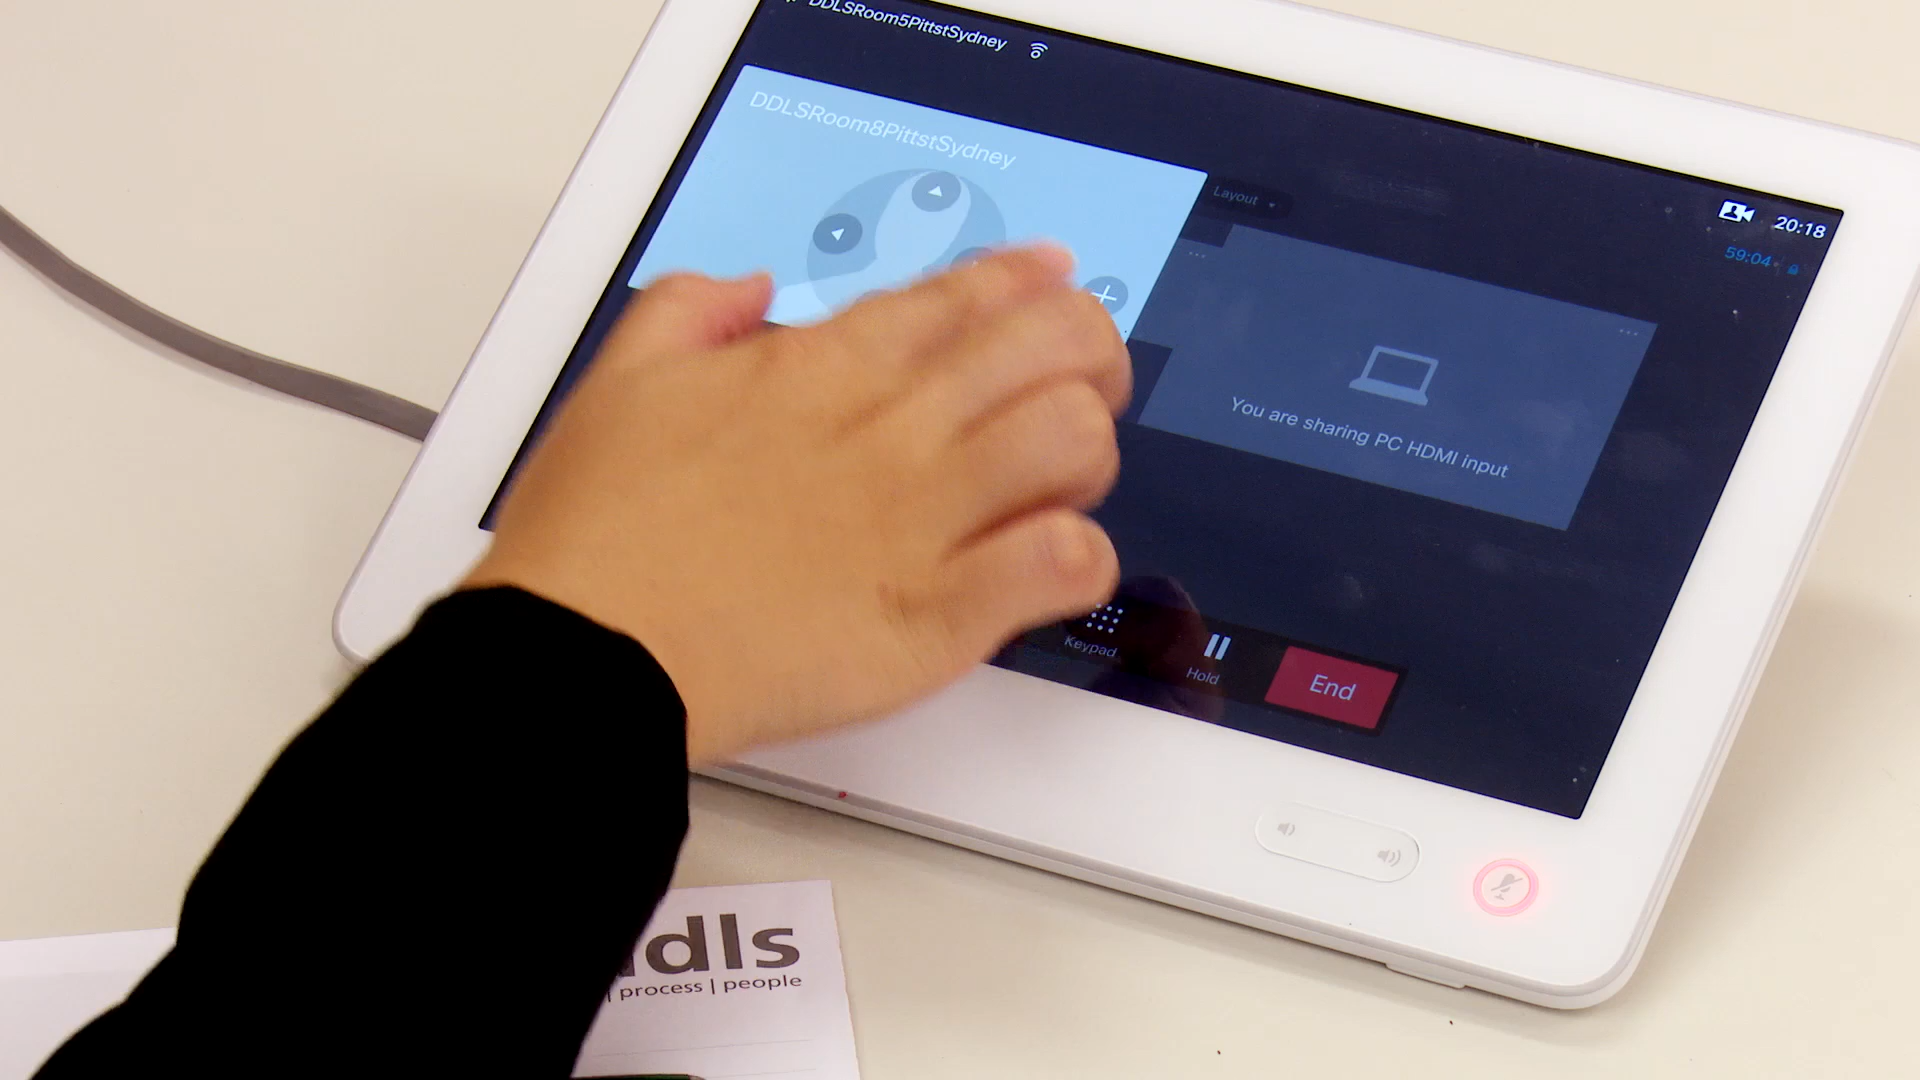 DDLSRoom5PittstSydney
DDLSRoom8PittstSydney
Layout
20:18
59:04
You are sharing PC HDMI input
Keypad
Hold
End
dls
| process | people